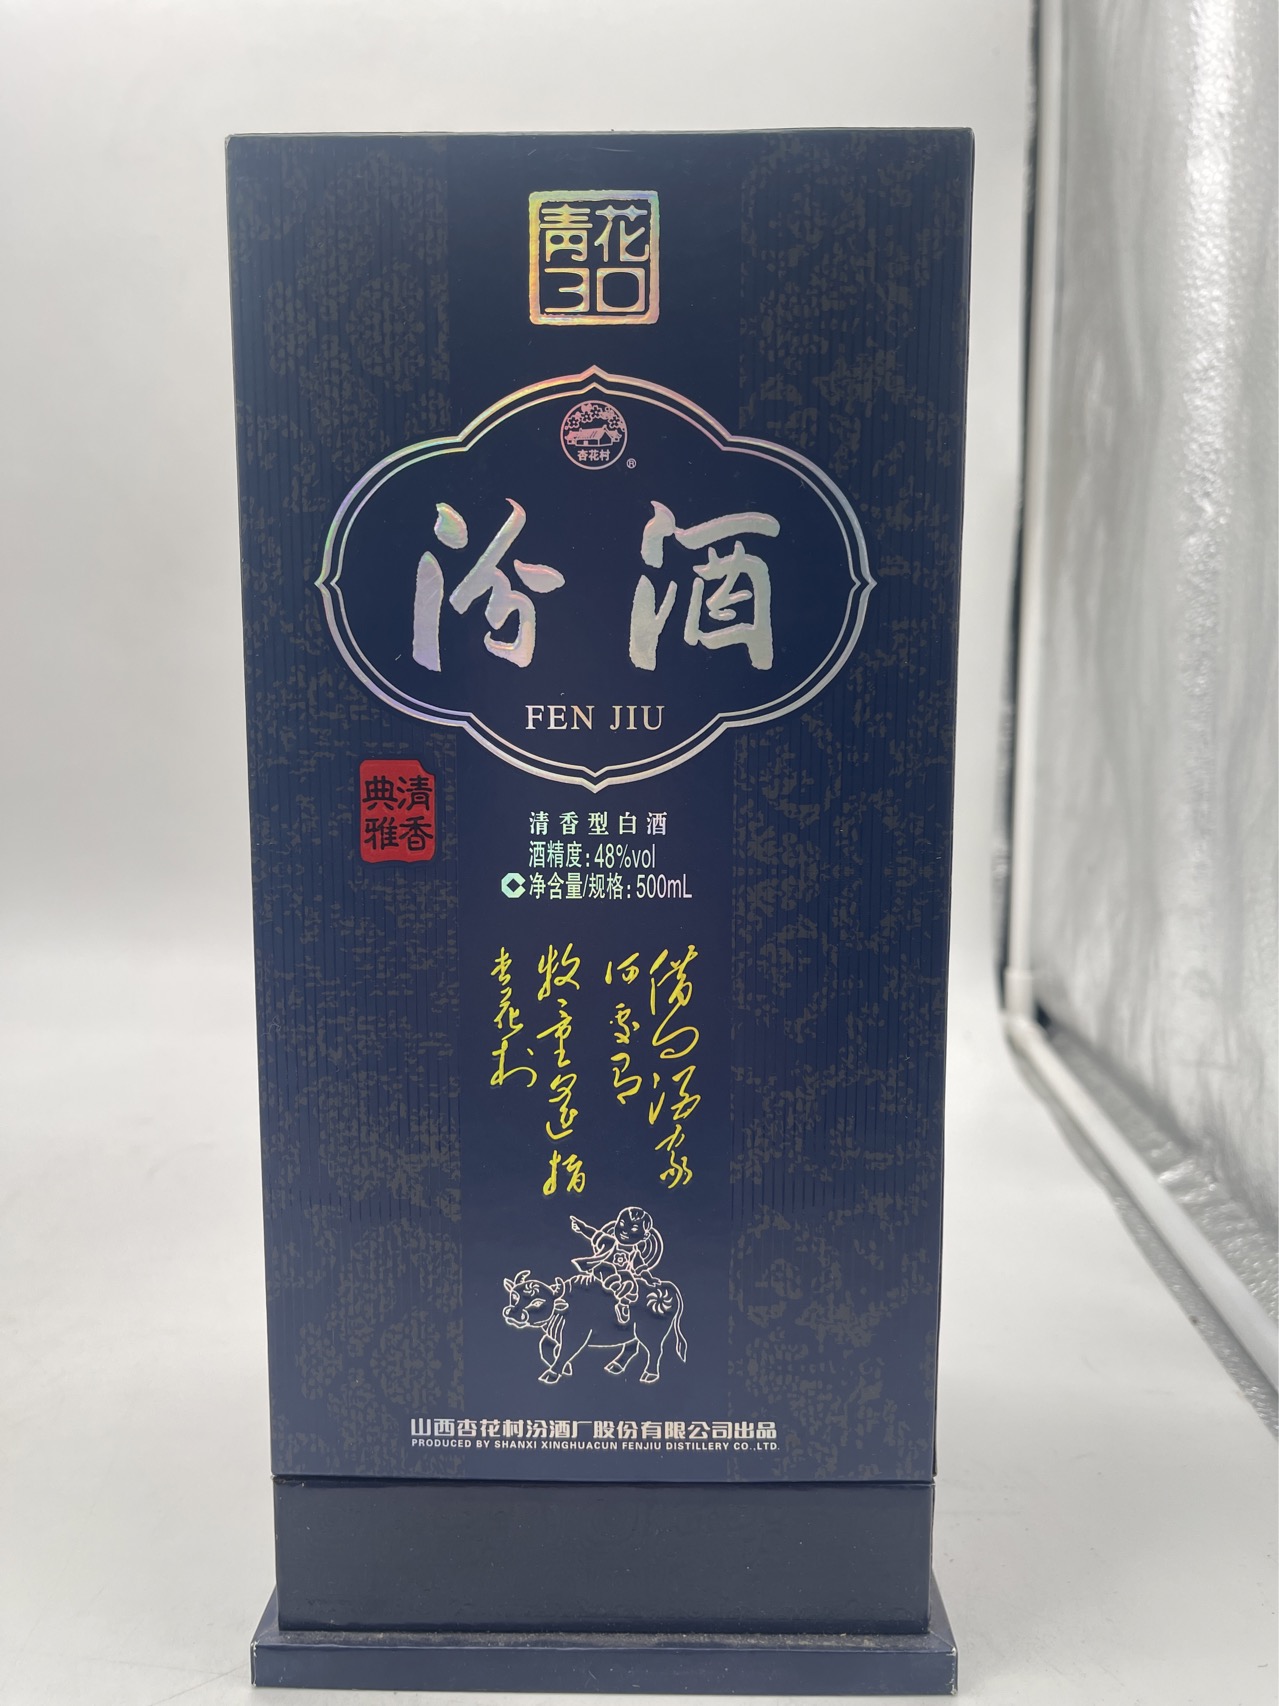 青花
30
杏花村
®
汾酒
FEN JIU
清香
典雅
清香型白酒
酒精度:48%vol
净含量/规格:500mL
借问酒家
何处有
牧童遥指
杏花村
山西杏花村汾酒厂股份有限公司出品
PRODUCED BY SHANXI XINGHUACUN FENJIU DISTILLERY CO.,LTD.